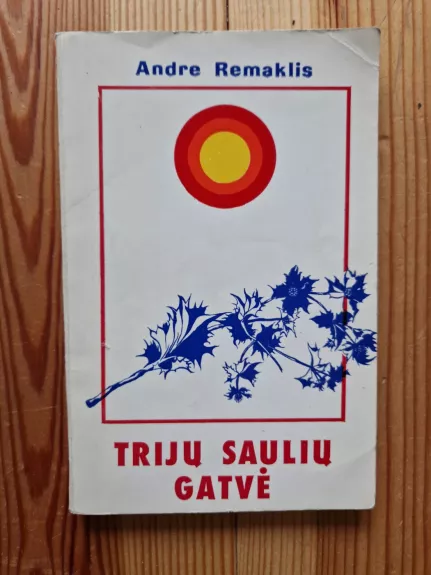 Andre Remaklis
TRIJŲ SAULIŲ
GATVĖ